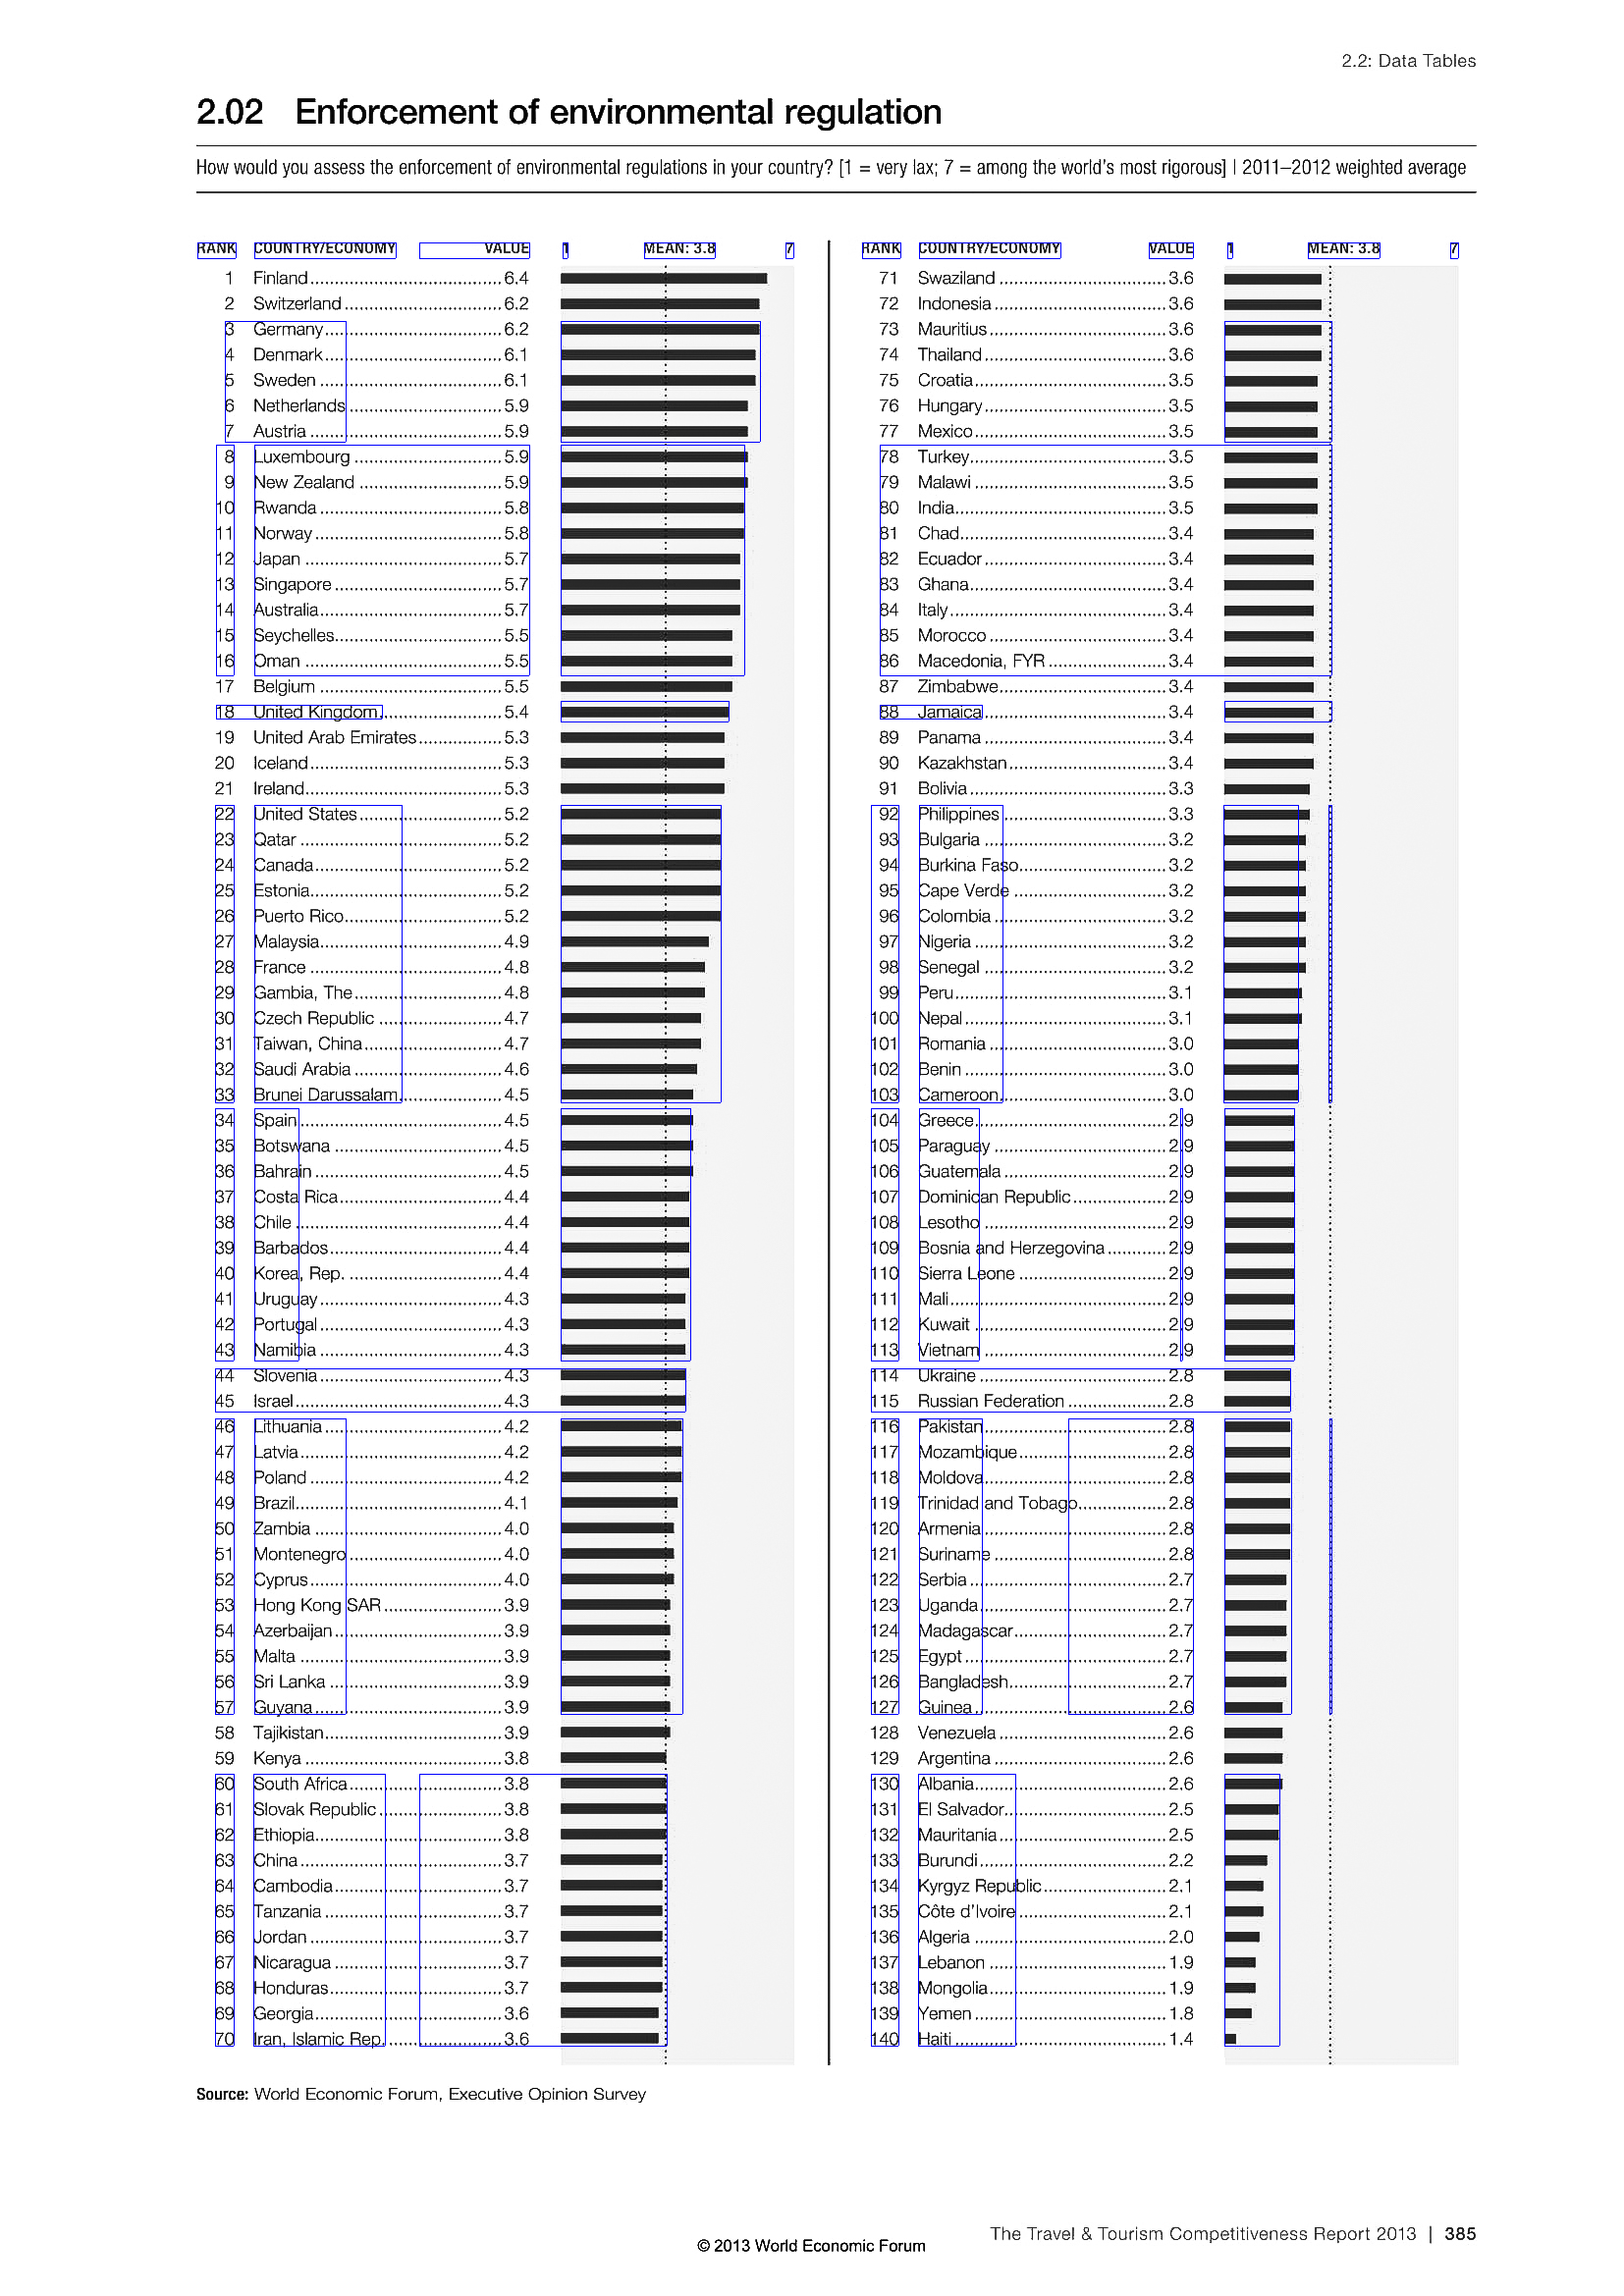 2.2: Data Tables
2.02 Enforcement of environmental regulation
How would you assess the enforcement of environmental regulations in your country? [1 = very lax; 7 = among the world's most rigorous] | 2011–2012 weighted average
RANK COUNTRY/ECONOMY VALUE 1 MEAN: 3.8 7
1 Finland 6.4
2 Switzerland 6.2
3 Germany 6.2
4 Denmark 6.1
5 Sweden 6.1
6 Netherlands 5.9
7 Austria 5.9
8 Luxembourg 5.9
9 New Zealand 5.9
10 Rwanda 5.8
11 Norway 5.8
12 Japan 5.7
13 Singapore 5.7
14 Australia 5.7
15 Seychelles 5.5
16 Oman 5.5
17 Belgium 5.5
18 United Kingdom 5.4
19 United Arab Emirates 5.3
20 Iceland 5.3
21 Ireland 5.3
22 United States 5.2
23 Qatar 5.2
24 Canada 5.2
25 Estonia 5.2
26 Puerto Rico 5.2
27 Malaysia 4.9
28 France 4.8
29 Gambia, The 4.8
30 Czech Republic 4.7
31 Taiwan, China 4.7
32 Saudi Arabia 4.6
33 Brunei Darussalam 4.5
34 Spain 4.5
35 Botswana 4.5
36 Bahrain 4.5
37 Costa Rica 4.4
38 Chile 4.4
39 Barbados 4.4
40 Korea, Rep. 4.4
41 Uruguay 4.3
42 Portugal 4.3
43 Namibia 4.3
44 Slovenia 4.3
45 Israel 4.3
46 Lithuania 4.2
47 Latvia 4.2
48 Poland 4.2
49 Brazil 4.1
50 Zambia 4.0
51 Montenegro 4.0
52 Cyprus 4.0
53 Hong Kong SAR 3.9
54 Azerbaijan 3.9
55 Malta 3.9
56 Sri Lanka 3.9
57 Guyana 3.9
58 Tajikistan 3.9
59 Kenya 3.8
60 South Africa 3.8
61 Slovak Republic 3.8
62 Ethiopia 3.8
63 China 3.7
64 Cambodia 3.7
65 Tanzania 3.7
66 Jordan 3.7
67 Nicaragua 3.7
68 Honduras 3.7
69 Georgia 3.6
70 Iran, Islamic Rep. 3.6
RANK COUNTRY/ECONOMY VALUE 1 MEAN: 3.8 7
71 Swaziland 3.6
72 Indonesia 3.6
73 Mauritius 3.6
74 Thailand 3.6
75 Croatia 3.5
76 Hungary 3.5
77 Mexico 3.5
78 Turkey 3.5
79 Malawi 3.5
80 India 3.5
81 Chad 3.4
82 Ecuador 3.4
83 Ghana 3.4
84 Italy 3.4
85 Morocco 3.4
86 Macedonia, FYR 3.4
87 Zimbabwe 3.4
88 Jamaica 3.4
89 Panama 3.4
90 Kazakhstan 3.4
91 Bolivia 3.3
92 Philippines 3.3
93 Bulgaria 3.2
94 Burkina Faso 3.2
95 Cape Verde 3.2
96 Colombia 3.2
97 Nigeria 3.2
98 Senegal 3.2
99 Peru 3.1
100 Nepal 3.1
101 Romania 3.0
102 Benin 3.0
103 Cameroon 3.0
104 Greece 2.9
105 Paraguay 2.9
106 Guatemala 2.9
107 Dominican Republic 2.9
108 Lesotho 2.9
109 Bosnia and Herzegovina 2.9
110 Sierra Leone 2.9
111 Mali 2.9
112 Kuwait 2.9
113 Vietnam 2.9
114 Ukraine 2.8
115 Russian Federation 2.8
116 Pakistan 2.8
117 Mozambique 2.8
118 Moldova 2.8
119 Trinidad and Tobago 2.8
120 Armenia 2.8
121 Suriname 2.8
122 Serbia 2.7
123 Uganda 2.7
124 Madagascar 2.7
125 Egypt 2.7
126 Bangladesh 2.7
127 Guinea 2.6
128 Venezuela 2.6
129 Argentina 2.6
130 Albania 2.6
131 El Salvador 2.5
132 Mauritania 2.5
133 Burundi 2.2
134 Kyrgyz Republic 2.1
135 Côte d'Ivoire 2.1
136 Algeria 2.0
137 Lebanon 1.9
138 Mongolia 1.9
139 Yemen 1.8
140 Haiti 1.4
Source: World Economic Forum, Executive Opinion Survey
The Travel & Tourism Competitiveness Report 2013 | 385
© 2013 World Economic Forum